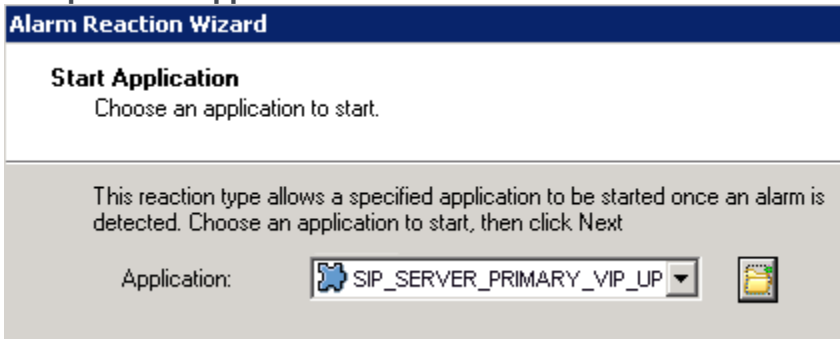 Alarm Reaction Wizard
Start Application
Choose an application to start.
This reaction type allows a specified application to be started once an alarm is
detected. Choose an application to start, then click Next
Application:
SIP_SERVER_PRIMARY_VIP_UP